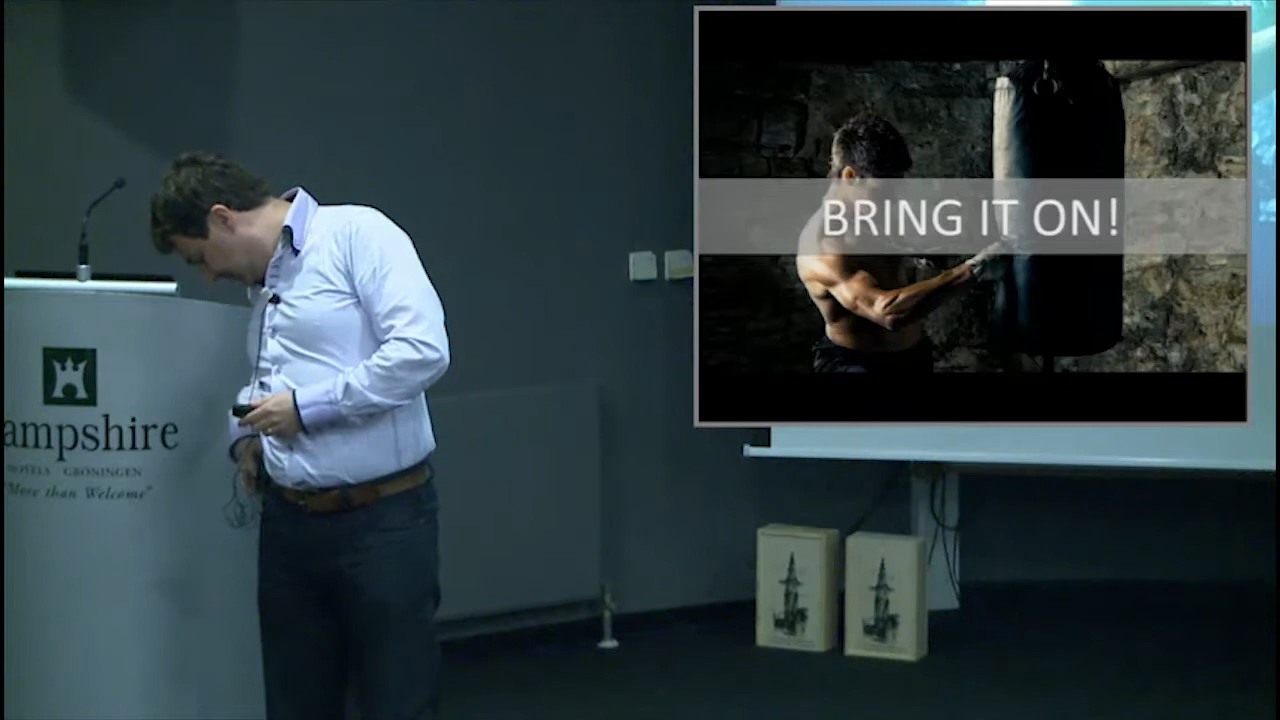 BRING IT ON!
ampshire
HOTELS · GRONINGEN
"More than Welcome"